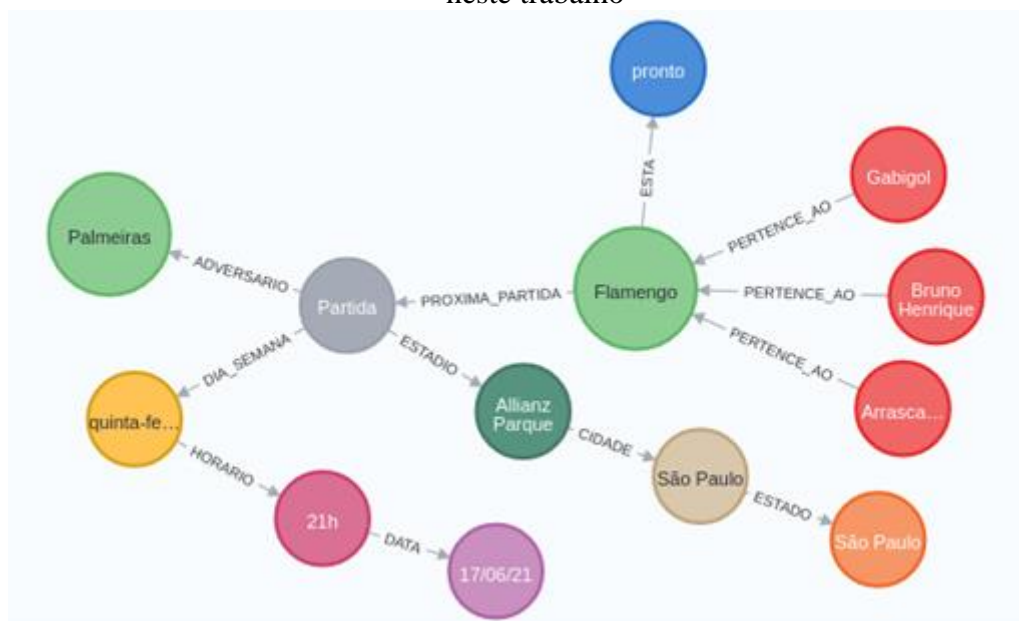 neste trabalho
pronto
ESTA
Gabigol
PERTENCE_AO
Palmeiras
ADVERSARIO
Partida
PROXIMA_PARTIDA
Flamengo
PERTENCE_AO
Bruno
Henrique
DIA_SEMANA
ESTADIO
PERTENCE_AO
Arrasca...
quinta-fe...
Allianz
Parque
CIDADE
HORARIO
São Paulo
ESTADO
São Paulo
21h
DATA
17/06/21